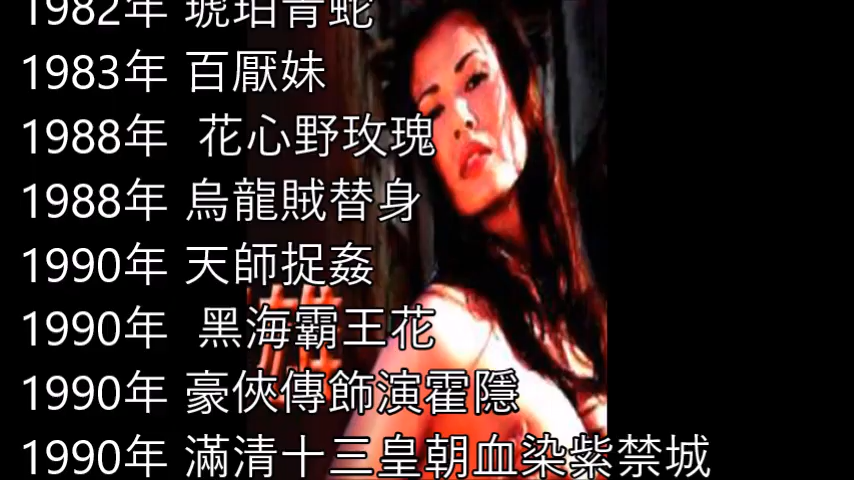 1982年 琥珀青蛇
1983年 百厭妹
1988年 花心野玫瑰
1988年 烏龍賊替身
1990年 天師捉姦
1990年 黑海霸王花
1990年 豪俠傳飾演霍隱
1990年 滿清十三皇朝血染紫禁城